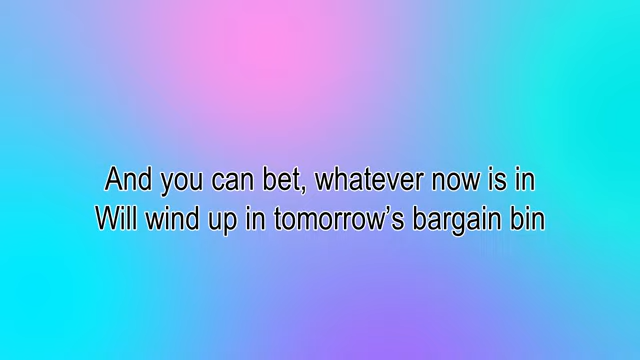 And you can bet, whatever now is in
Will wind up in tomorrow’s bargain bin